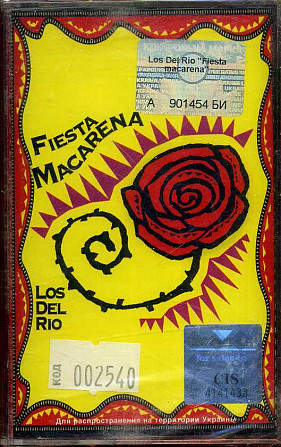 Los Del Rio "Fiesta
macarena"
А 901454 БИ
FIESTA
MACARENA
LOS
DEL
RIO
КОД
002540
CIS
4141433
Для распространения на территории Украины